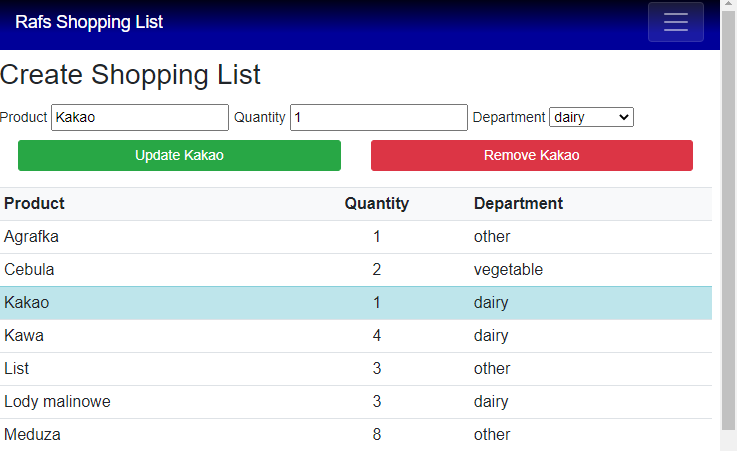 Rafs Shopping List
Create Shopping List
Product Kakao Quantity 1 Department dairy
Update Kakao Remove Kakao
Product Quantity Department
Agrafka 1 other
Cebula 2 vegetable
Kakao 1 dairy
Kawa 4 dairy
List 3 other
Lody malinowe 3 dairy
Meduza 8 other